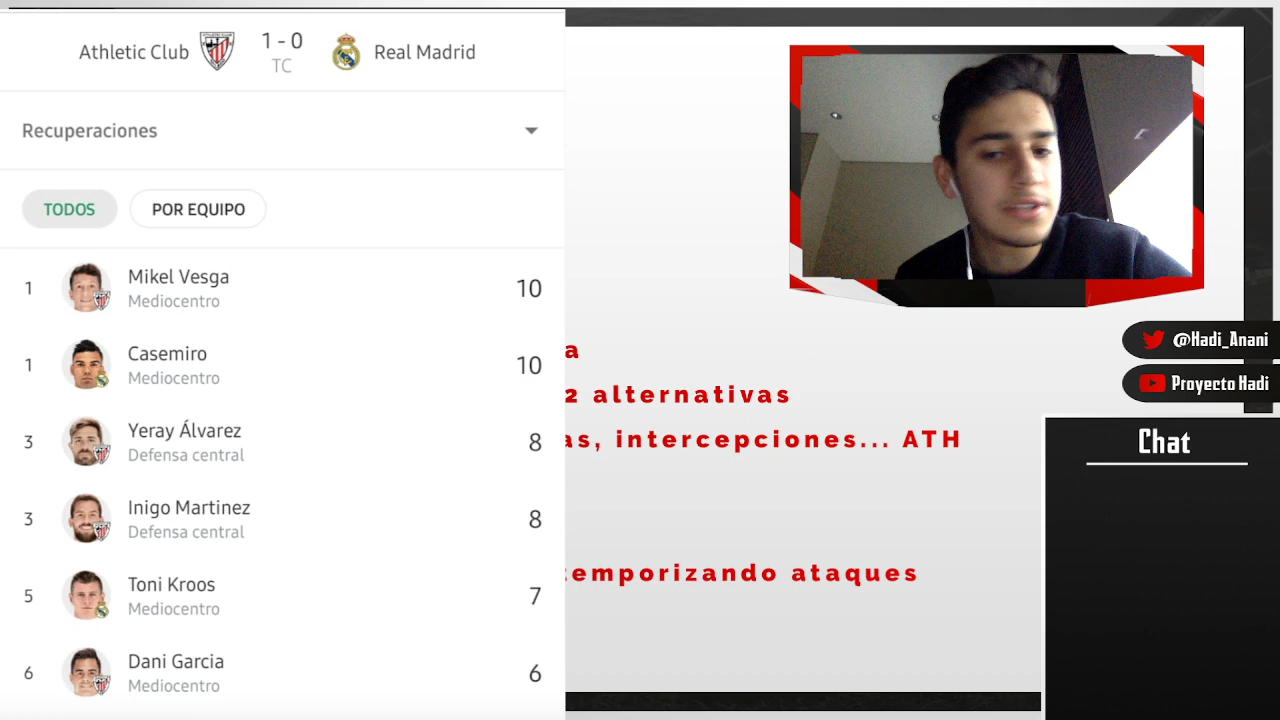 Athletic Club
1 - 0
TC
Real Madrid
Recuperaciones
TODOS
POR EQUIPO
1
Mikel Vesga
Mediocentro
10
1
Casemiro
Mediocentro
10
3
Yeray Álvarez
Defensa central
8
3
Inigo Martinez
Defensa central
8
5
Toni Kroos
Mediocentro
7
6
Dani Garcia
Mediocentro
6
a
2 alternativas
as, intercepciones... ATH
temporizando ataques
@Hadi_Anani
Proyecto Hadi
Chat